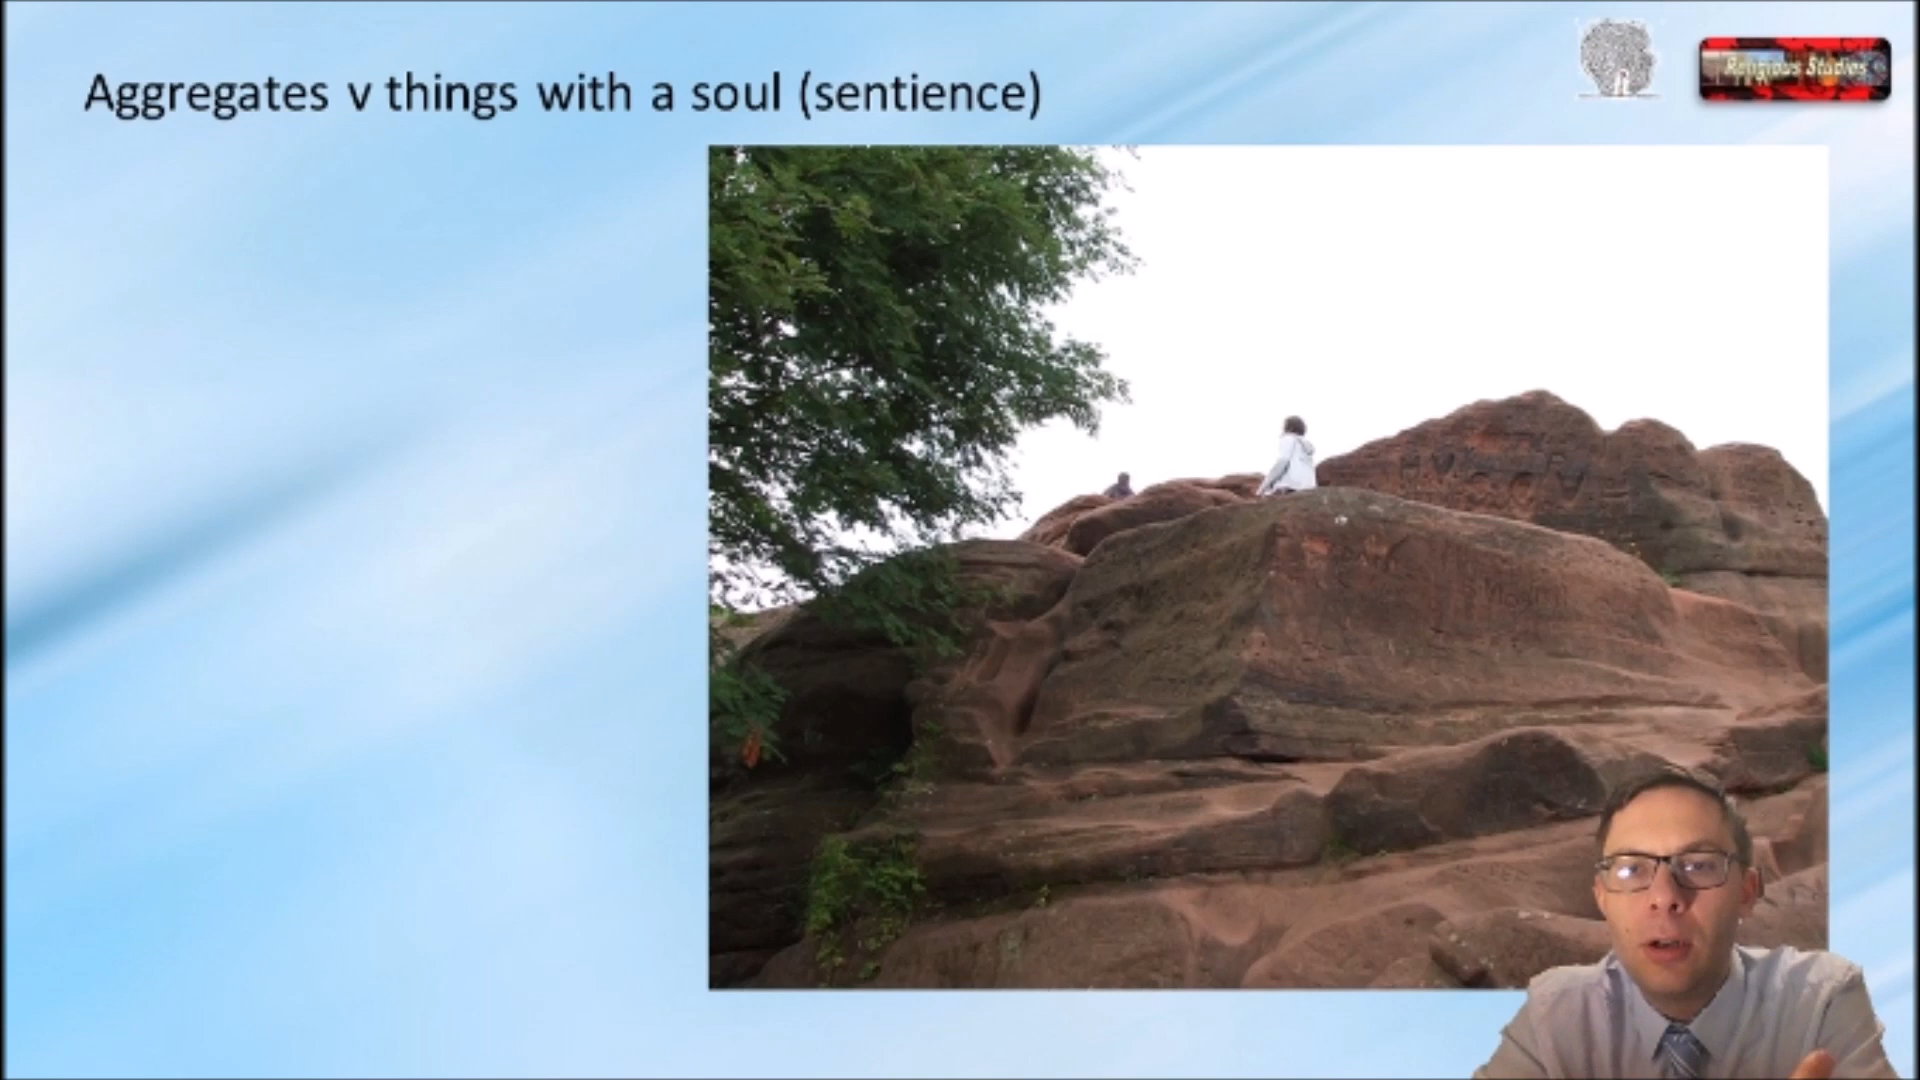 Aggregates v things with a soul (sentience)
Religious Studies